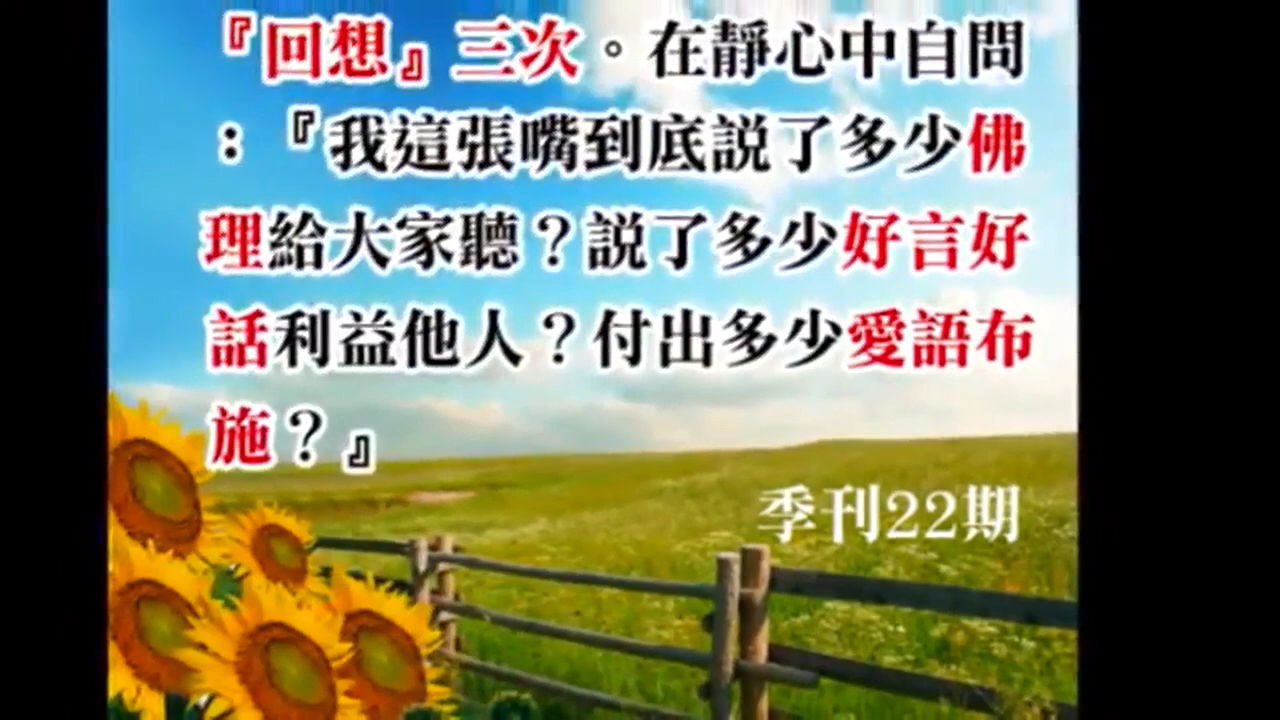 『回想』三次。在靜心中自問
：『我這張嘴到底説了多少佛
理給大家聽？説了多少好言好
話利益他人？付出多少愛語布
施？』
季刊22期